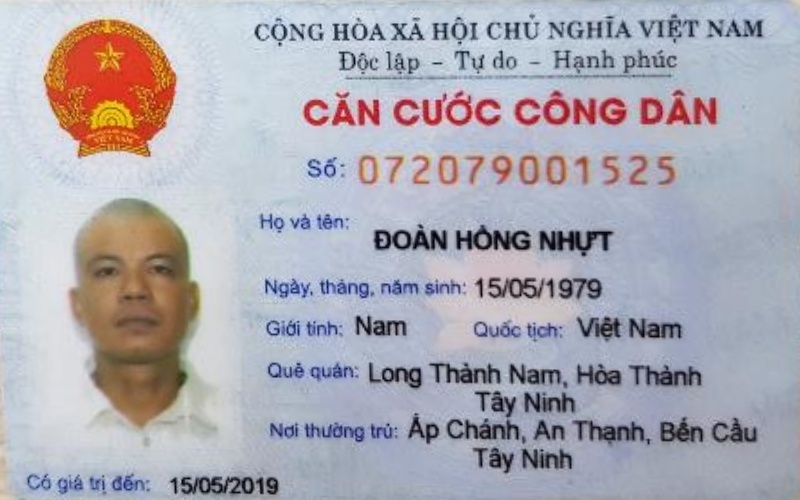 CỘNG HÒA XÃ HỘI CHỦ NGHĨA VIỆT NAM
Độc lập - Tự do - Hạnh phúc
CĂN CƯỚC CÔNG DÂN
Số: 072079001525
Họ và tên: ĐOÀN HỒNG NHỰT
Ngày, tháng, năm sinh: 15/05/1979
Giới tính: Nam Quốc tịch: Việt Nam
Quê quán: Long Thành Nam, Hòa Thành
Tây Ninh
Nơi thường trú: Ấp Chánh, An Thạnh, Bến Cầu
Tây Ninh
Có giá trị đến: 15/05/2019
VIỆT NAM